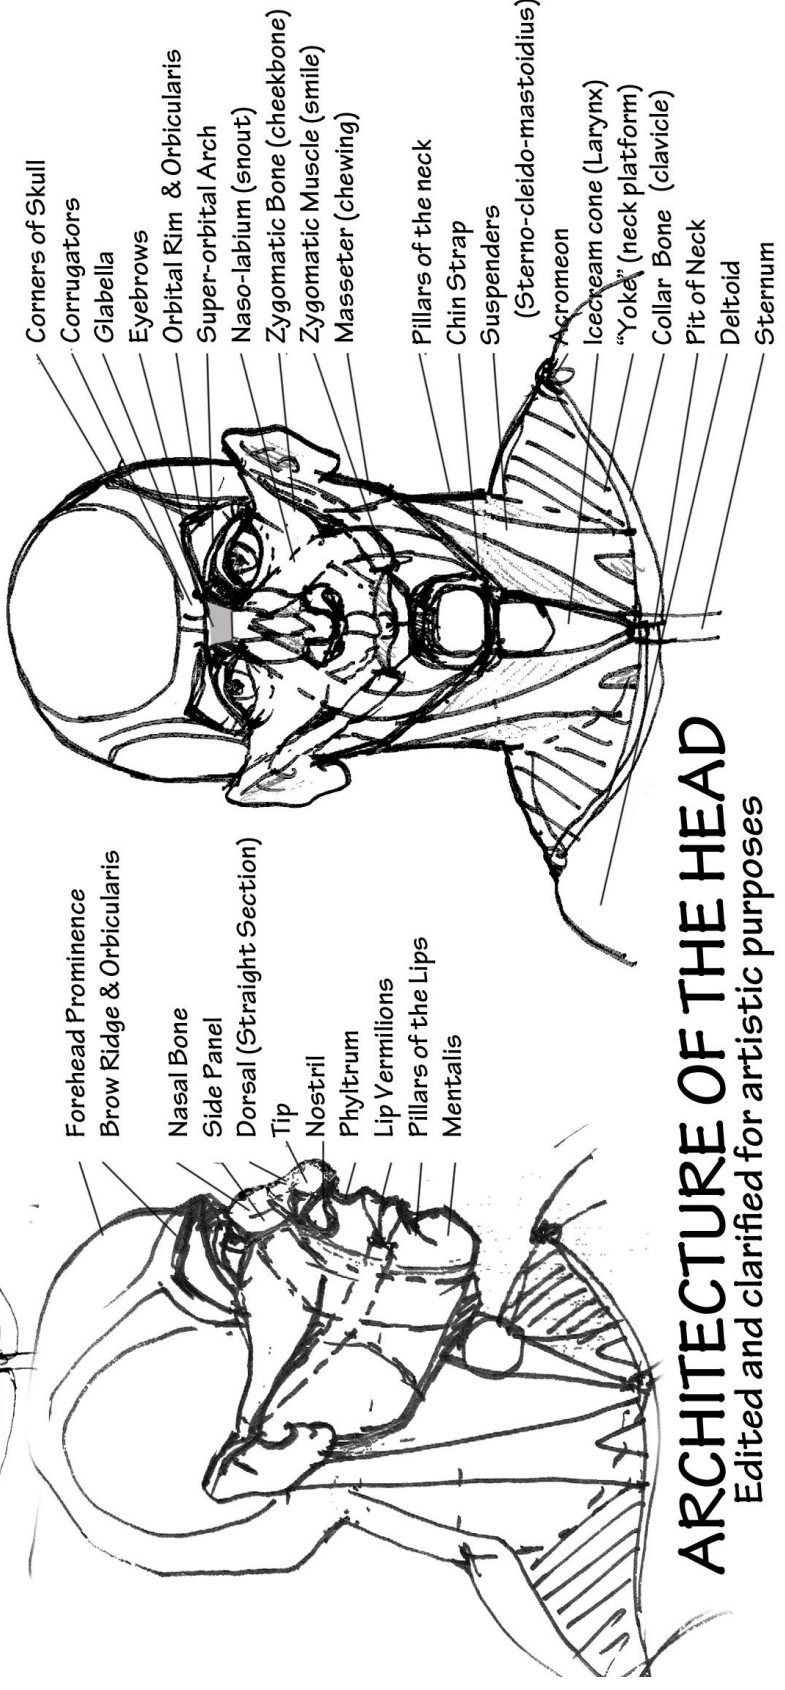 Forehead Prominence
Brow Ridge & Orbicularis
Nasal Bone
Side Panel
Dorsal (Straight Section)
Tip
Nostril
Phyltrum
Lip Vermilions
Pillars of the Lips
Mentalis
Corners of Skull
Corrugators
Glabella
Eyebrows
Orbital Rim & Orbicularis
Super-orbital Arch
Naso-labium (snout)
Zygomatic Bone (cheekbone)
Zygomatic Muscle (smile)
Masseter (chewing)
Pillars of the neck
Chin Strap
Suspenders
(Sterno-cleido-mastoidius)
Acromeon
Icecream cone (Larynx)
"Yoke" (neck platform)
Collar Bone (clavicle)
Pit of Neck
Deltoid
Sternum
ARCHITECTURE OF THE HEAD
Edited and clarified for artistic purposes